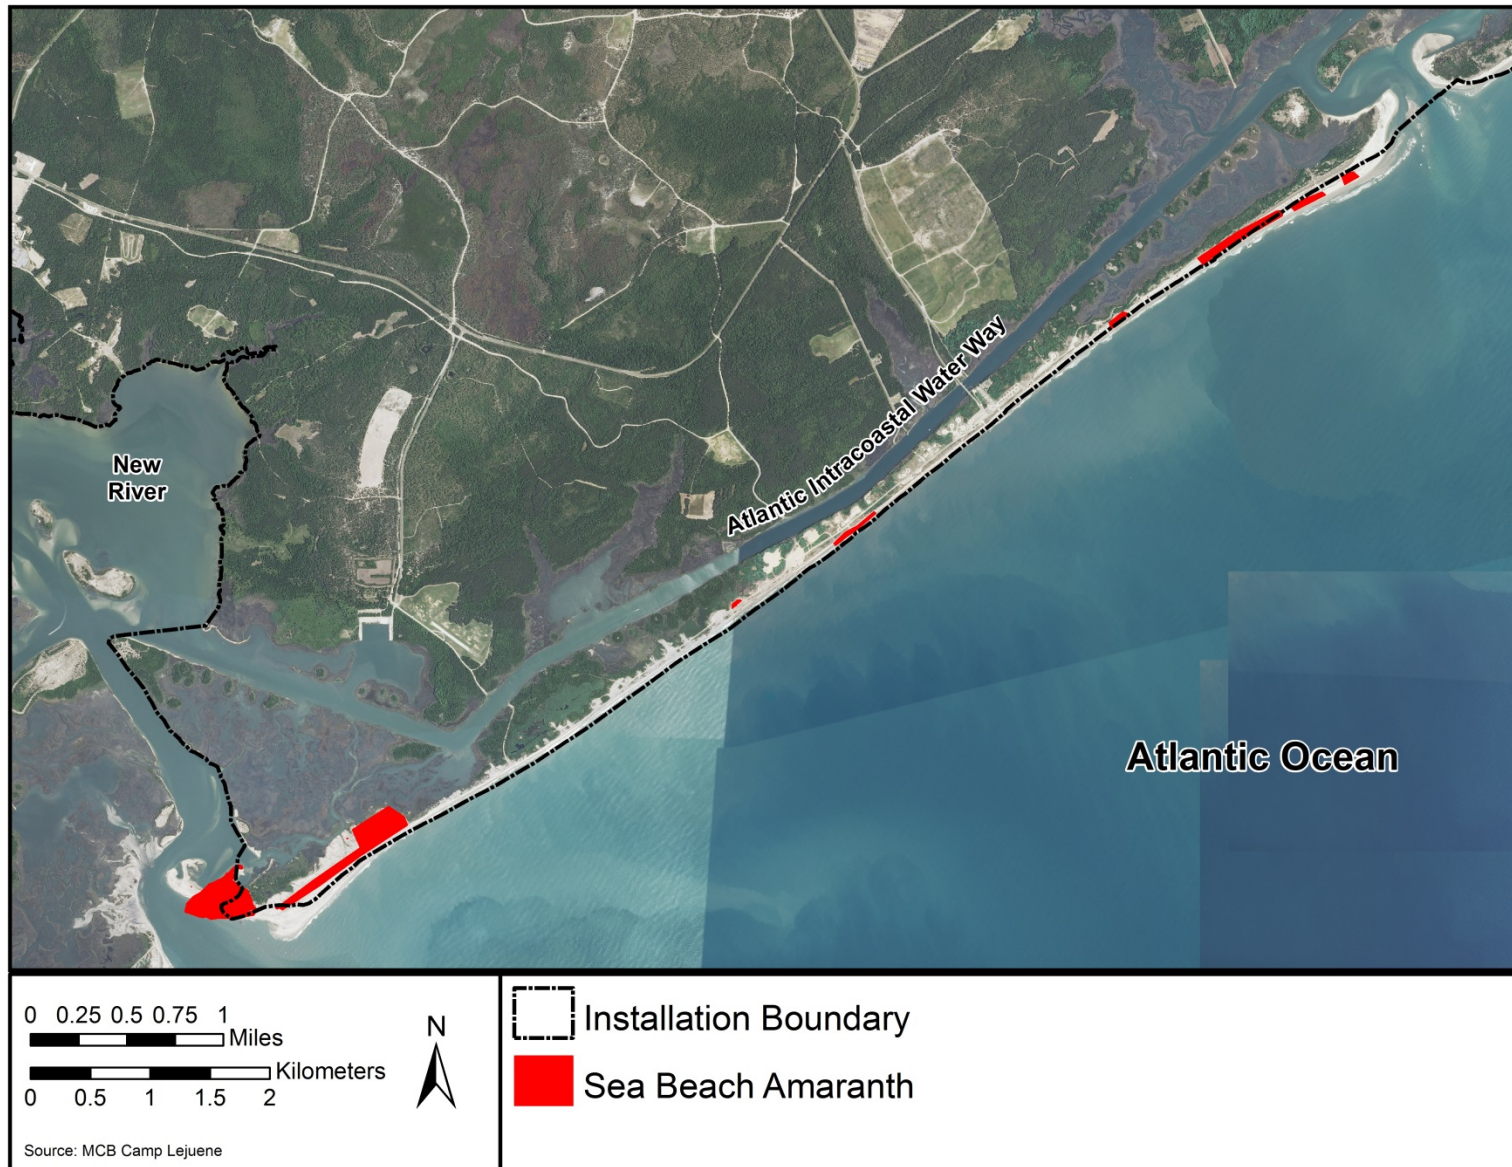 New
River
Atlantic Intracoastal Water Way
Atlantic Ocean
0 0.25 0.5 0.75 1
Miles
Kilometers
0 0.5 1 1.5 2
N
Source: MCB Camp Lejuene
Installation Boundary
Sea Beach Amaranth